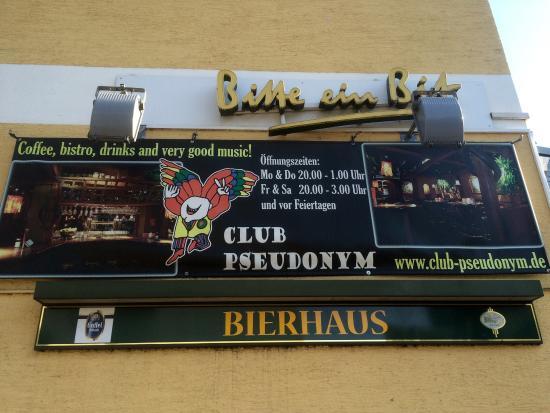 Bitte ein Bit
Coffee, bistro, drinks and very good music!
Öffnungszeiten:
Mo & Do 20.00 - 1.00 Uhr
Fr & Sa 20.00 - 3.00 Uhr
und vor Feiertagen
CLUB
PSEUDONYM
www.club-pseudonym.de
Gaffel
BIERHAUS